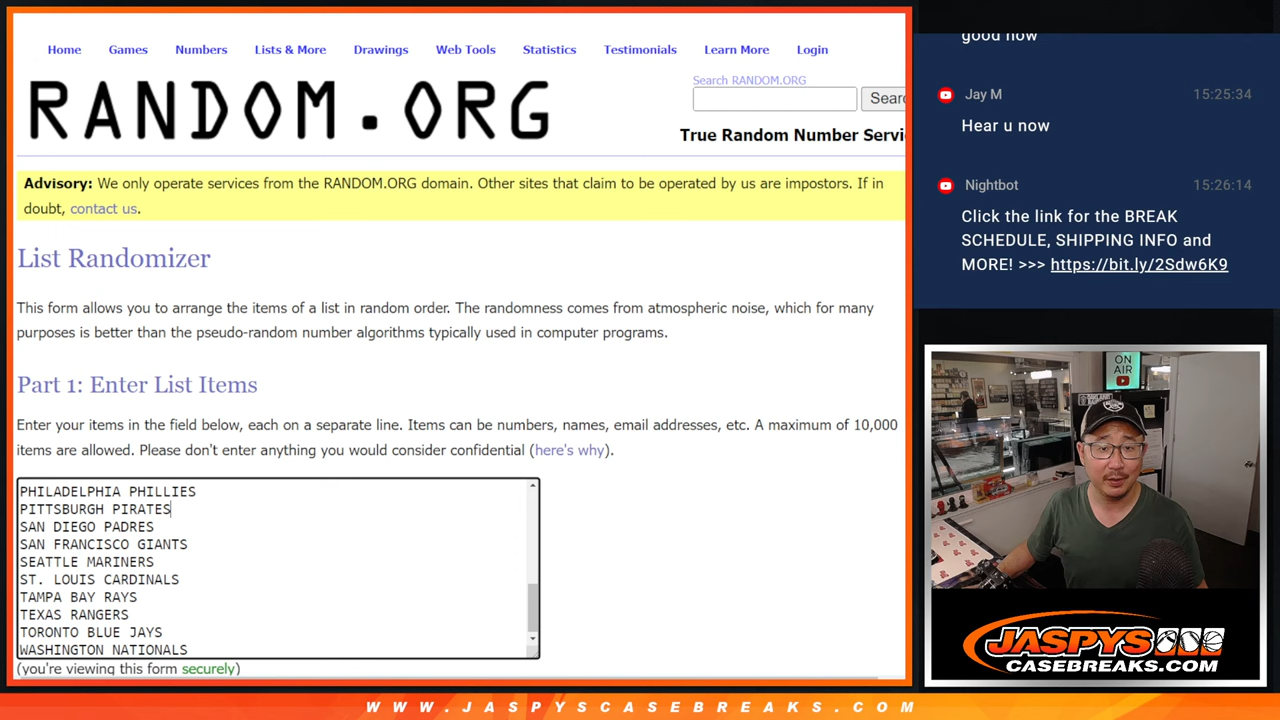 Home Games Numbers Lists & More Drawings Web Tools Statistics Testimonials Learn More Login
RANDOM.ORG
Search RANDOM.ORG
Searc
True Random Number Servi
Advisory: We only operate services from the RANDOM.ORG domain. Other sites that claim to be operated by us are impostors. If in
doubt, contact us.
List Randomizer
This form allows you to arrange the items of a list in random order. The randomness comes from atmospheric noise, which for many
purposes is better than the pseudo-random number algorithms typically used in computer programs.
Part 1: Enter List Items
Enter your items in the field below, each on a separate line. Items can be numbers, names, email addresses, etc. A maximum of 10,000
items are allowed. Please don't enter anything you would consider confidential (here's why).
PHILADELPHIA PHILLIES
PITTSBURGH PIRATES
SAN DIEGO PADRES
SAN FRANCISCO GIANTS
SEATTLE MARINERS
ST. LOUIS CARDINALS
TAMPA BAY RAYS
TEXAS RANGERS
TORONTO BLUE JAYS
WASHINGTON NATIONALS
(you're viewing this form securely)
good now
Jay M 15:25:34
Hear u now
Nightbot 15:26:14
Click the link for the BREAK
SCHEDULE, SHIPPING INFO and
MORE! >>> https://bit.ly/2Sdw6K9
ON
AIR
JASPYS
CASEBREAKS.COM
WWW.JASPYSCASEBREAKS.COM